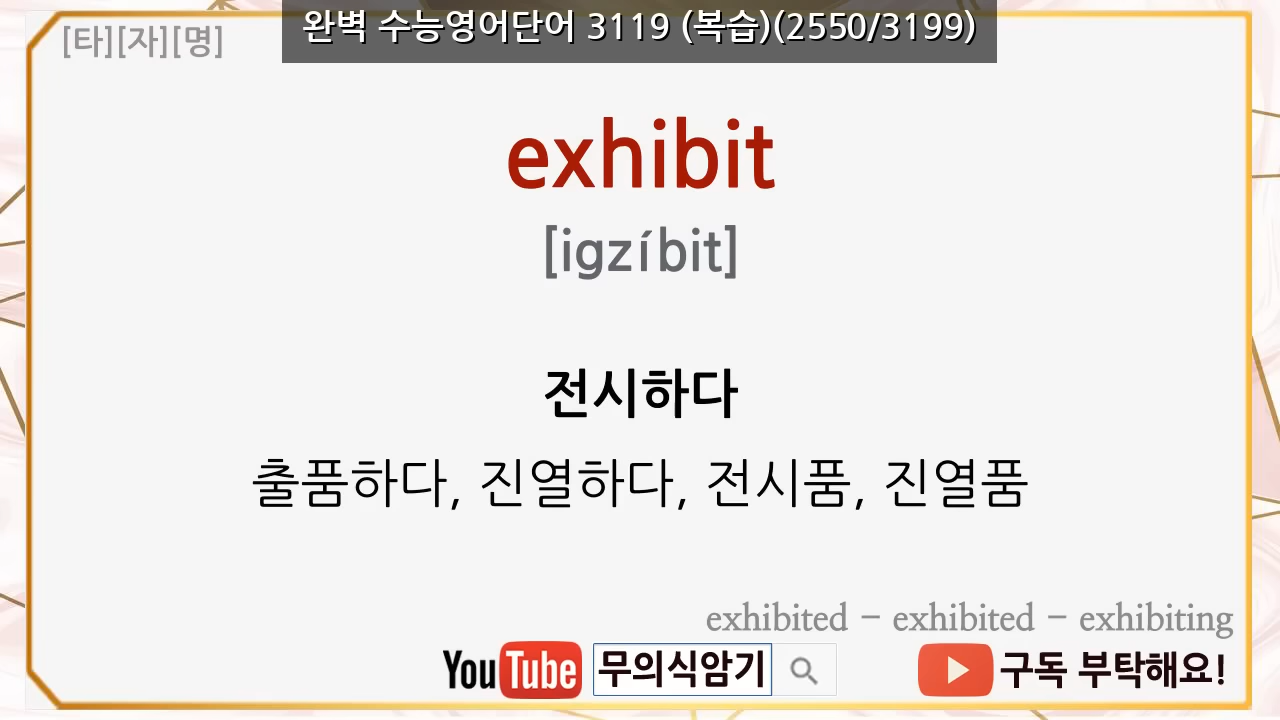 완벽 수능영어단어 3119 (복습)(2550/3199)
[타][자][명]
exhibit
[igzíbit]
전시하다
출품하다, 진열하다, 전시품, 진열품
exhibited - exhibited - exhibiting
YouTube 무의식암기 구독 부탁해요!